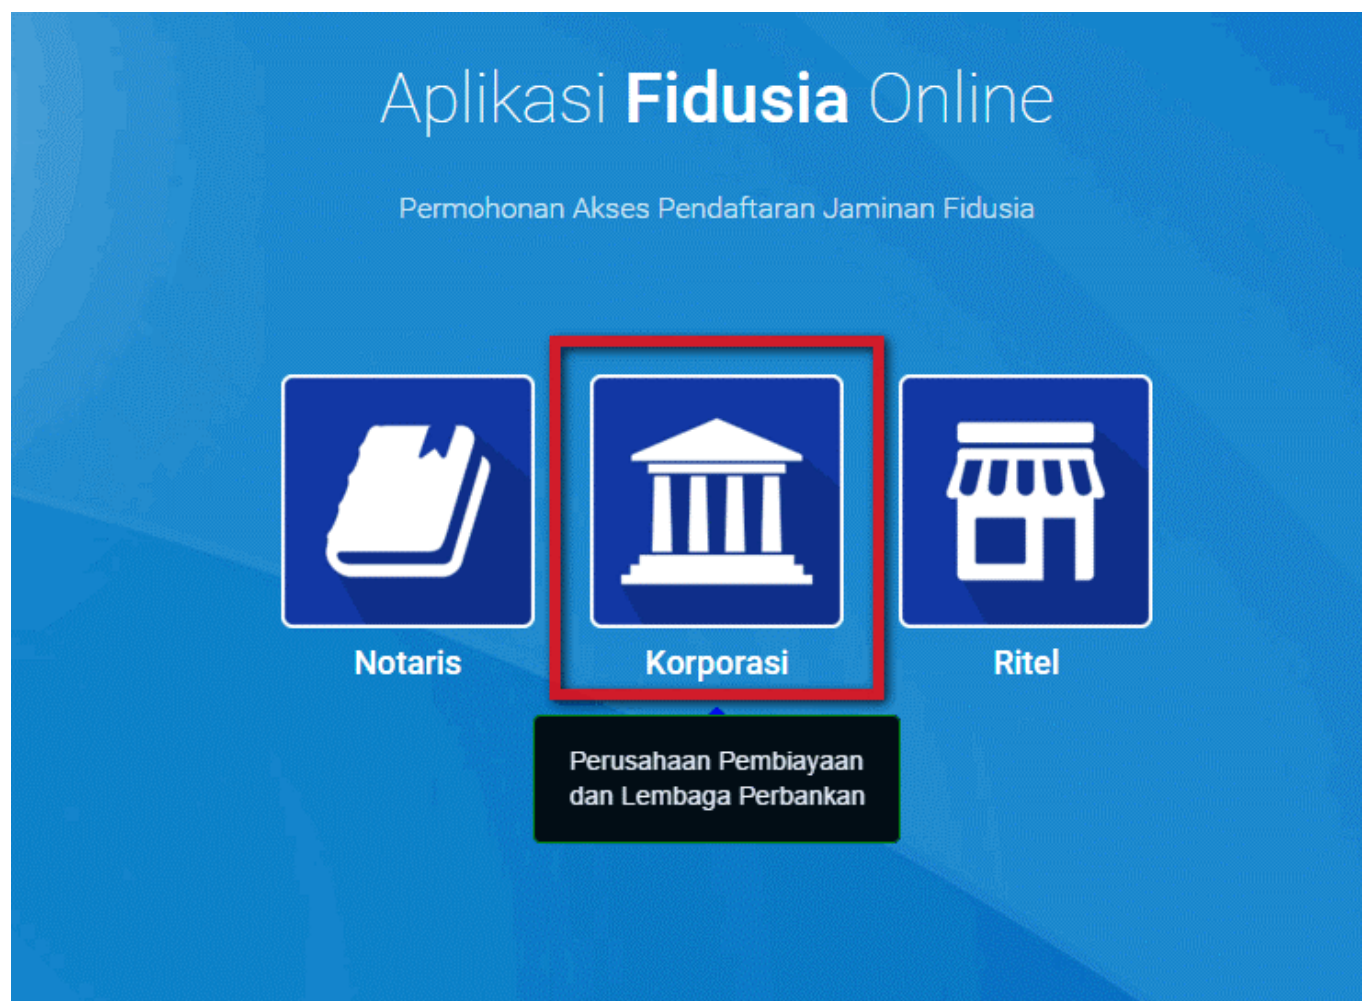 Aplikasi Fidusia Online
Permohonan Akses Pendaftaran Jaminan Fidusia
Notaris
Korporasi
Ritel
Perusahaan Pembiayaan
dan Lembaga Perbankan